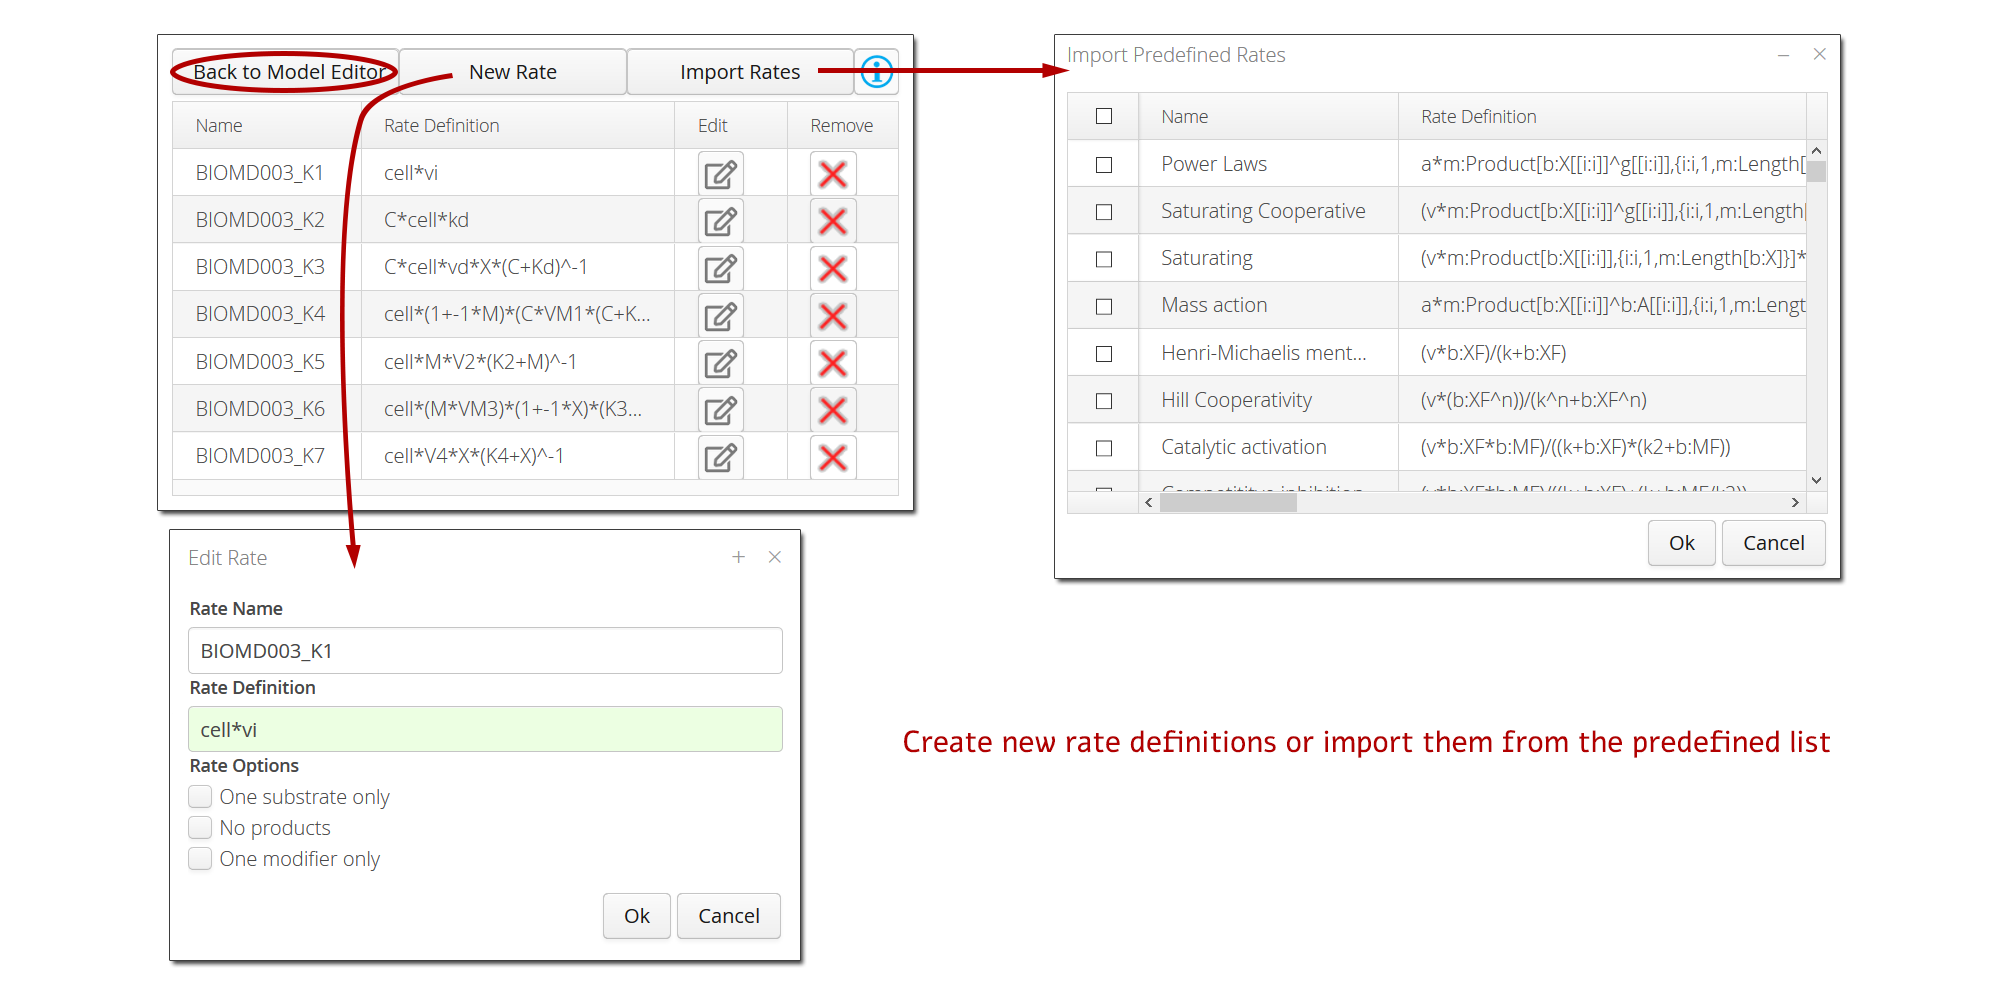 Back to Model Editor New Rate Import Rates
Name Rate Definition Edit Remove
BIOMD003_K1 cell*vi
BIOMD003_K2 C*cell*kd
BIOMD003_K3 C*cell*vd*X*(C+Kd)^-1
BIOMD003_K4 cell*(1+-1*M)*(C*VM1*(C+K...
BIOMD003_K5 cell*M*V2*(K2+M)^-1
BIOMD003_K6 cell*(M*VM3)*(1+-1*X)*(K3...
BIOMD003_K7 cell*V4*X*(K4+X)^-1
Import Predefined Rates
Name Rate Definition
Power Laws a*m:Product[b:X[[i:i]]^g[[i:i]],{i:i,1,m:Length[
Saturating Cooperative (v*m:Product[b:X[[i:i]]^g[[i:i]],{i:i,1,m:Length[
Saturating (v*m:Product[b:X[[i:i]],{i:i,1,m:Length[b:X]}]*
Mass action a*m:Product[b:X[[i:i]]^b:A[[i:i]],{i:i,1,m:Lengt
Henri-Michaelis ment... (v*b:XF)/(k+b:XF)
Hill Cooperativity (v*(b:XF^n))/(k^n+b:XF^n)
Catalytic activation (v*b:XF*b:MF)/((k+b:XF)*(k2+b:MF))
Ok Cancel
Edit Rate
Rate Name
BIOMD003_K1
Rate Definition
cell*vi
Rate Options
One substrate only
No products
One modifier only
Ok Cancel
Create new rate definitions or import them from the predefined list